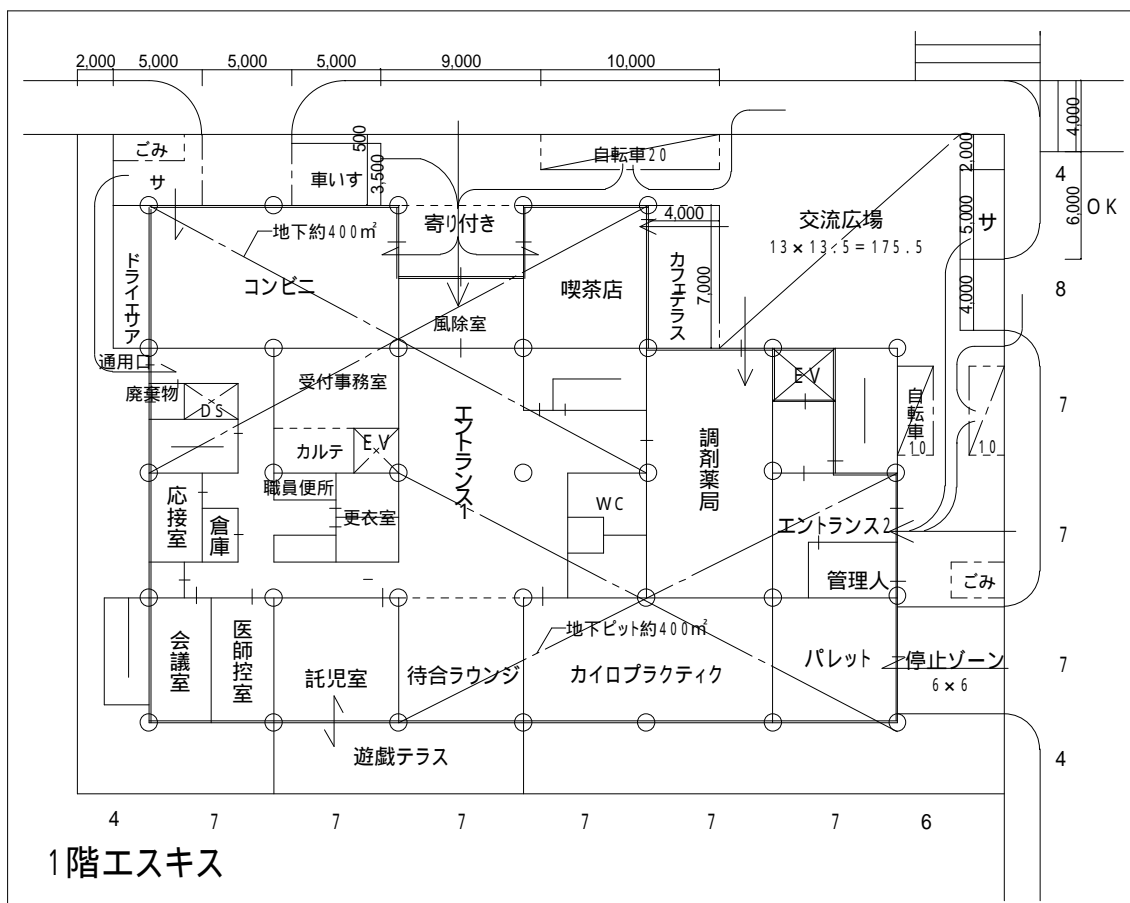 2,000 5,000 5,000 5,000 9,000 10,000
4,000
ごみ
500
自転車20
2,000
4
サ
車いす
3,500
6,000
OK
地下約400㎡
寄り付き
4,000
交流広場
5,000
サ
13×13.5=175.5
ドライエリア
コンビニ
喫茶店
カフェテラス
7,000
4,000
8
風除室
通用口
受付事務室
EV
廃棄物
DS
エントランス1
自転車
10
10
7
カルテ
EV
調剤薬局
職員便所
応接室
倉庫
更衣室
WC
エントランス2
7
管理人
ごみ
地下ピット約400㎡
会議室
医師控室
託児室
待合ラウンジ
カイロプラクティク
パレット
停止ゾーン
6×6
7
遊戯テラス
4
4 7 7 7 7 7 7 6
1階エスキス